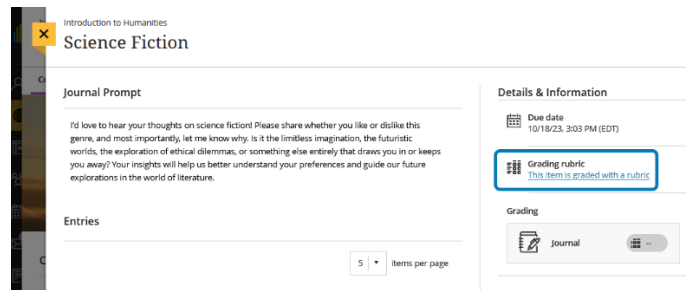 Introduction to Humanities
Science Fiction
Journal Prompt
I'd love to hear your thoughts on science fiction! Please share whether you like or dislike this
genre, and most importantly, let me know why. Is it the limitless imagination, the futuristic
worlds, the exploration of ethical dilemmas, or something else entirely that draws you in or keeps
you away? Your insights will help us better understand your preferences and guide our future
explorations in the world of literature.
Entries
5 items per page
Details & Information
Due date
10/18/23, 3:03 PM (EDT)
Grading rubric
This item is graded with a rubric
Grading
Journal --